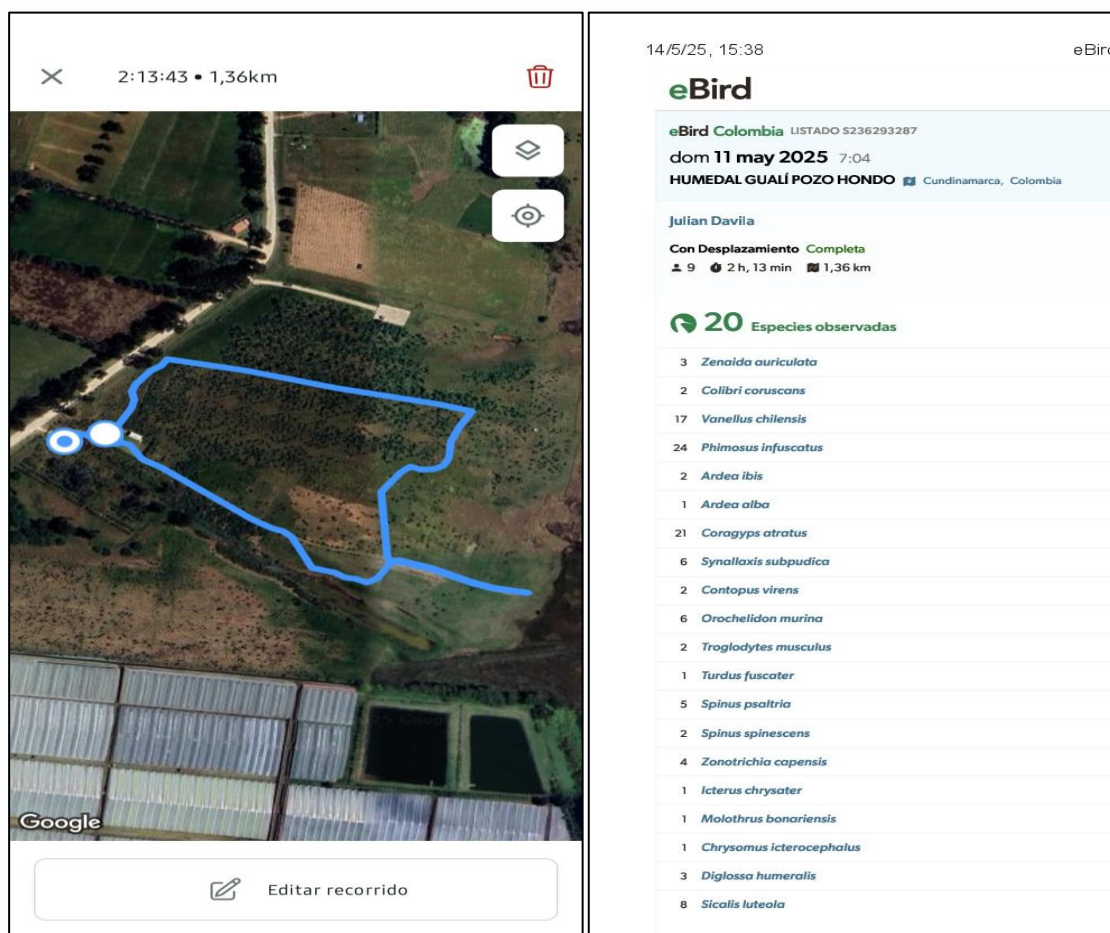 2:13:43 • 1,36km
Google
Editar recorrido
14/5/25, 15:38
eBird
eBird Colombia LISTADO S236293287
dom 11 may 2025 7:04
HUMEDAL GUALÍ POZO HONDO Cundinamarca, Colombia
Julian Davila
Con Desplazamiento Completa
9 2 h, 13 min 1,36 km
20 Especies observadas
3 Zenaida auriculata
2 Colibri coruscans
17 Vanellus chilensis
24 Phimosus infuscatus
2 Ardea ibis
1 Ardea alba
21 Coragyps atratus
6 Synallaxis subpudica
2 Contopus virens
6 Orochelidon murina
2 Troglodytes musculus
1 Turdus fuscater
5 Spinus psaltria
2 Spinus spinescens
4 Zonotrichia capensis
1 Icterus chrysater
1 Molothrus bonariensis
1 Chrysomus icterocephalus
3 Diglossa humeralis
8 Sicalis luteola